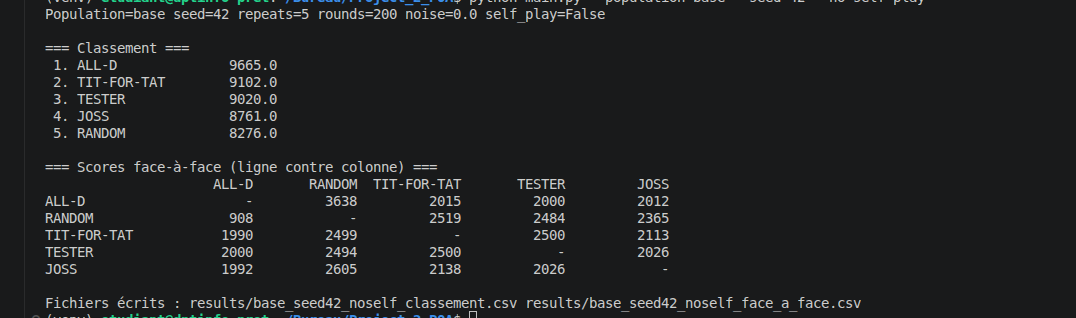 Population=base seed=42 repeats=5 rounds=200 noise=0.0 self_play=False
=== Classement ===
1. ALL-D 9665.0
2. TIT-FOR-TAT 9102.0
3. TESTER 9020.0
4. JOSS 8761.0
5. RANDOM 8276.0
=== Scores face-à-face (ligne contre colonne) ===
ALL-D RANDOM TIT-FOR-TAT TESTER JOSS
ALL-D - 3638 2015 2000 2012
RANDOM 908 - 2519 2484 2365
TIT-FOR-TAT 1990 2499 - 2500 2113
TESTER 2000 2494 2500 - 2026
JOSS 1992 2605 2138 2026 -
Fichiers écrits : results/base_seed42_noself_classement.csv results/base_seed42_noself_face_a_face.csv